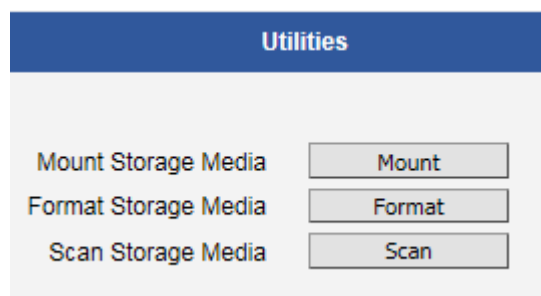 Utilities
Mount Storage Media Mount
Format Storage Media Format
Scan Storage Media Scan